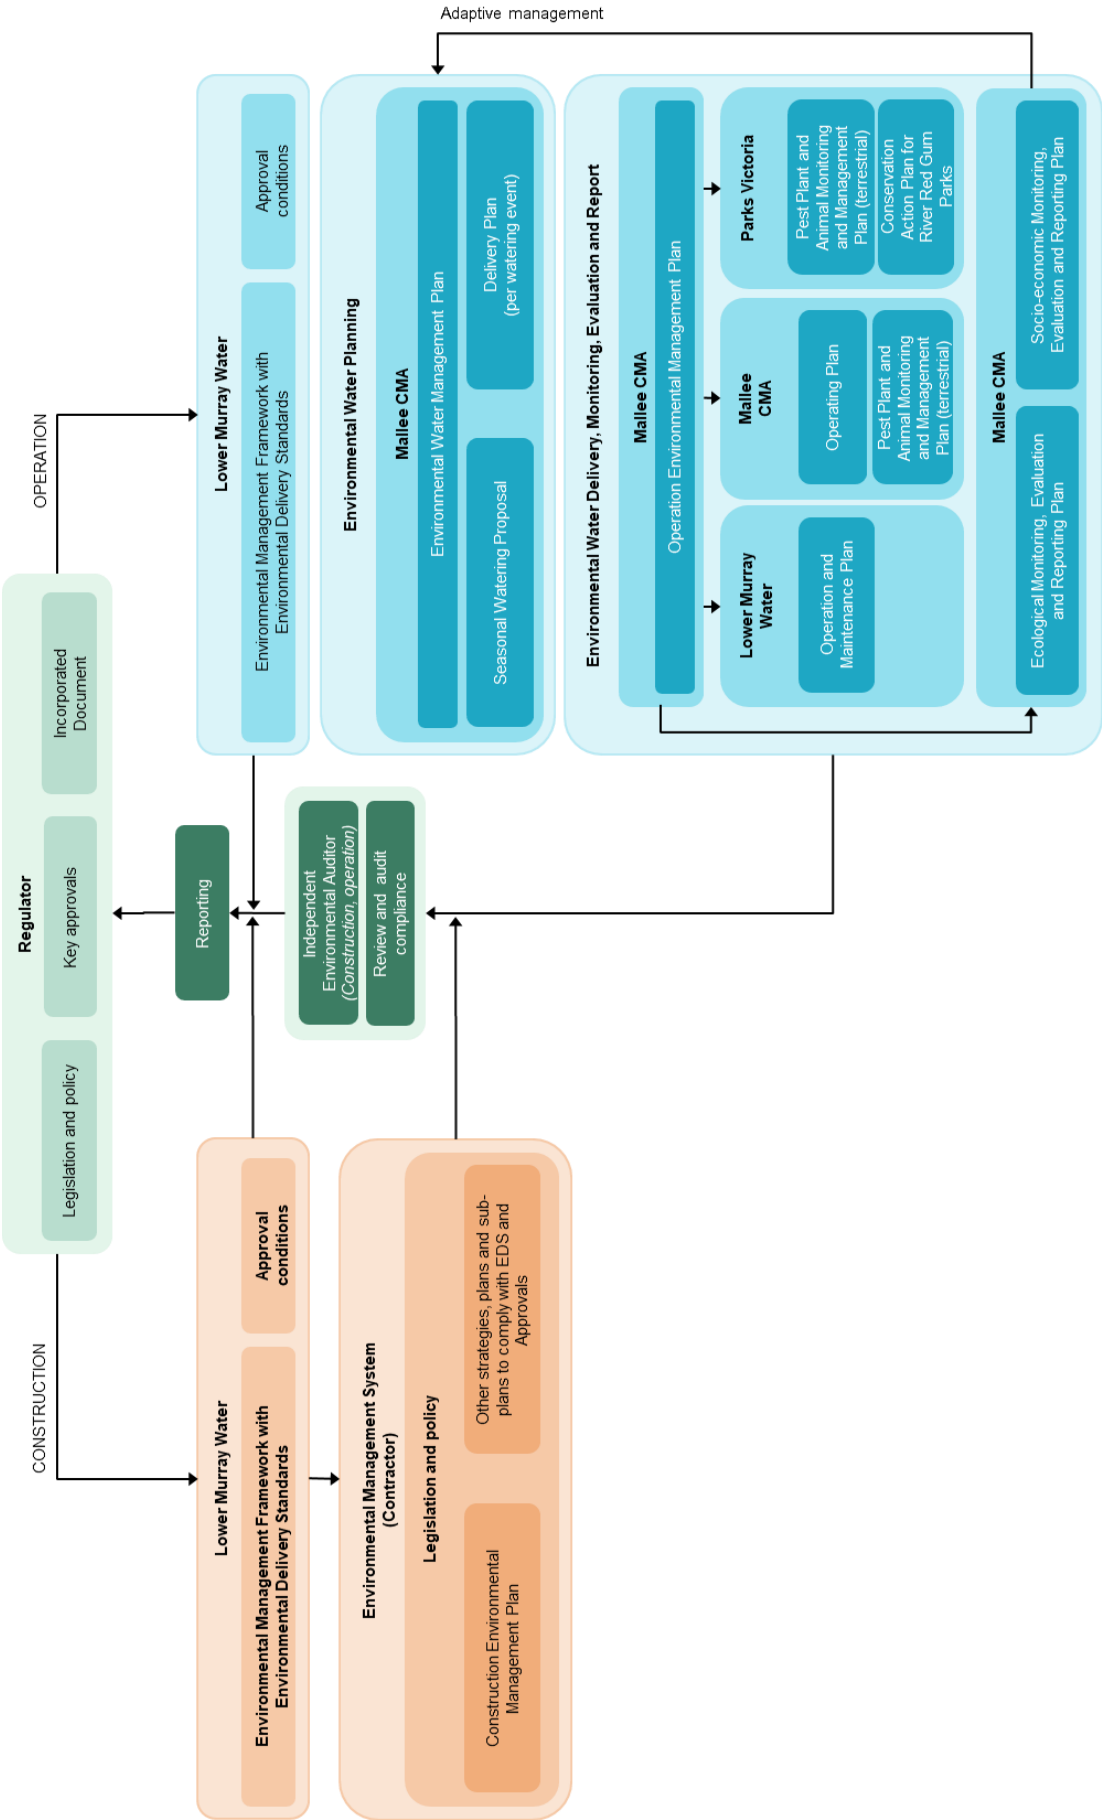 Regulator
Legislation and policy
Key approvals
Incorporated
Document
CONSTRUCTION
OPERATION
Reporting
Independent
Environmental Auditor
(Construction, operation)
Review and audit
compliance
Lower Murray Water
Environmental Management Framework with
Environmental Delivery Standards
Approval
conditions
Environmental Management System
(Contractor)
Legislation and policy
Construction Environmental
Management Plan
Other strategies, plans and sub-
plans to comply with EDS and
Approvals
Lower Murray Water
Environmental Management Framework with
Environmental Delivery Standards
Approval
conditions
Environmental Water Planning
Mallee CMA
Environmental Water Management Plan
Seasonal Watering Proposal
Delivery Plan
(per watering event)
Adaptive management
Environmental Water Delivery, Monitoring, Evaluation and Report
Mallee CMA
Operation Environmental Management Plan
Lower Murray
Water
Operation and
Maintenance Plan
Mallee
CMA
Operating Plan
Pest Plant and
Animal Monitoring
and Management
Plan (terrestrial)
Parks Victoria
Pest Plant and
Animal Monitoring
and Management
Plan (terrestrial)
Conservation
Action Plan for
River Red Gum
Parks
Mallee CMA
Ecological Monitoring, Evaluation
and Reporting Plan
Socio-economic Monitoring,
Evaluation and Reporting Plan